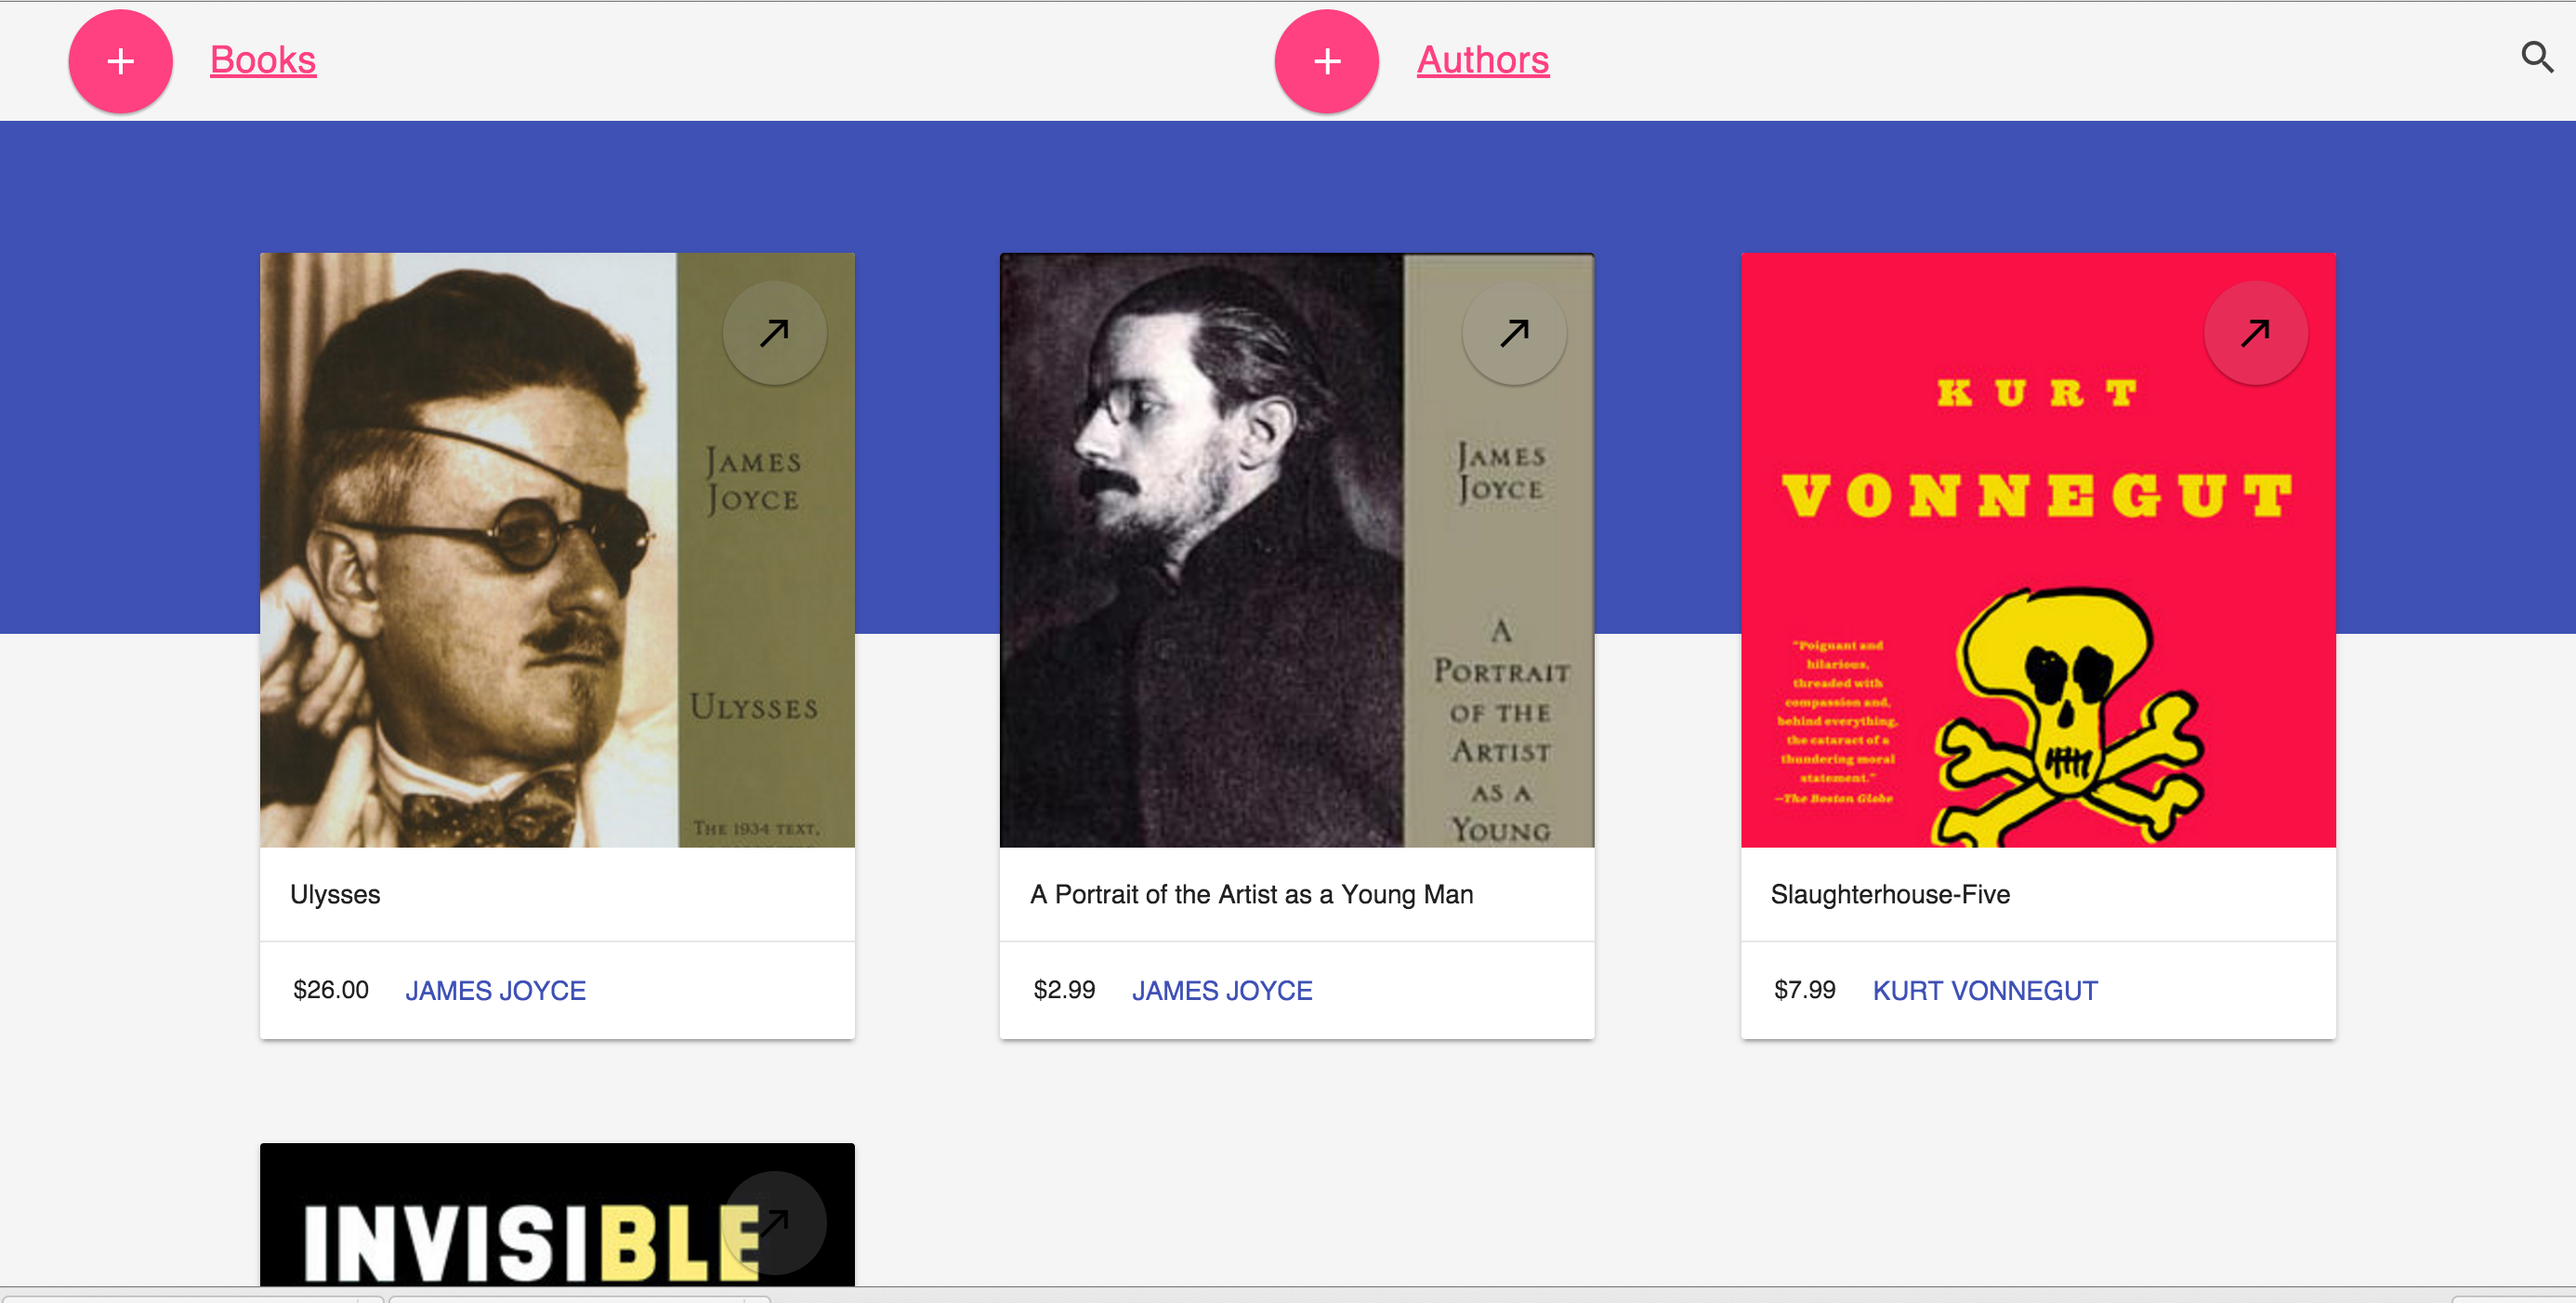 Books
Authors
JAMES
JOYCE
ULYSSES
THE 1934 TEXT,
Ulysses
$26.00 JAMES JOYCE
JAMES
JOYCE
A
PORTRAIT
OF THE
ARTIST
AS A
YOUNG
A Portrait of the Artist as a Young Man
$2.99 JAMES JOYCE
KURT
VONNEGUT
"Poignant and
hilarious,
threaded with
compassion and,
behind everything,
the cataract of a
thundering moral
statement."
—The Boston Globe
Slaughterhouse-Five
$7.99 KURT VONNEGUT
INVISIBLE